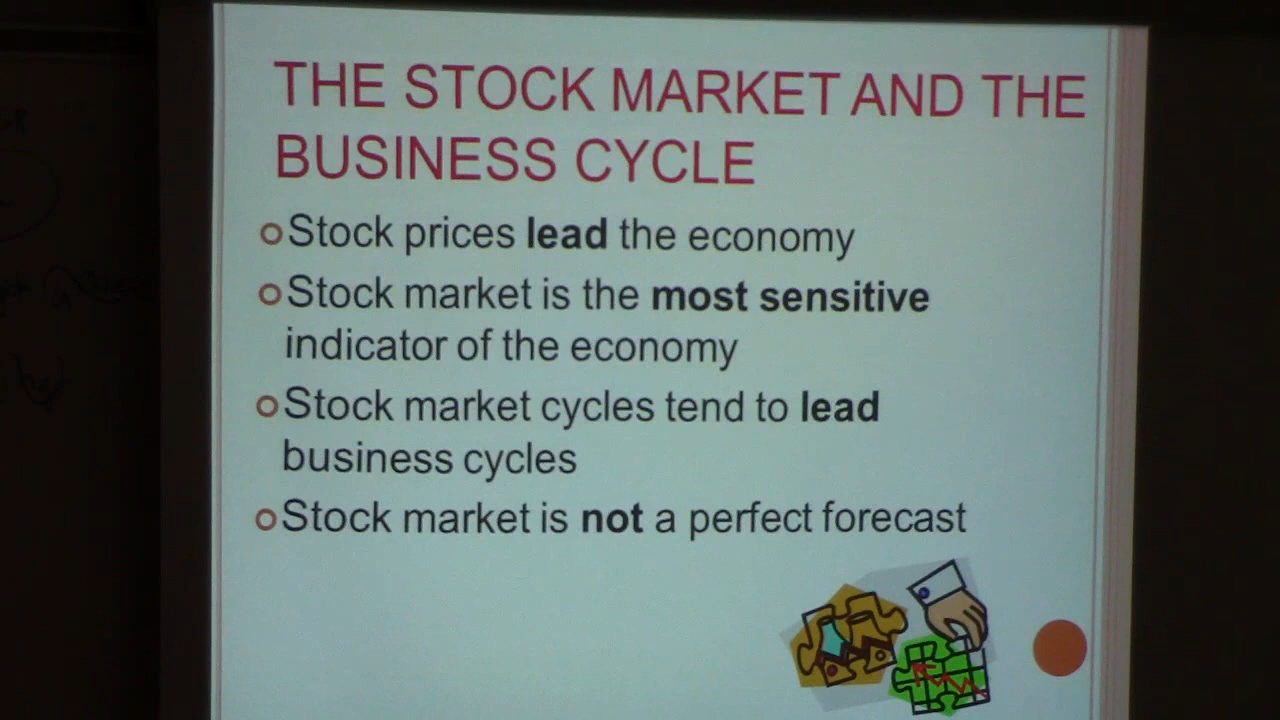 THE STOCK MARKET AND THE
BUSINESS CYCLE
Stock prices lead the economy
Stock market is the most sensitive
indicator of the economy
Stock market cycles tend to lead
business cycles
Stock market is not a perfect forecast